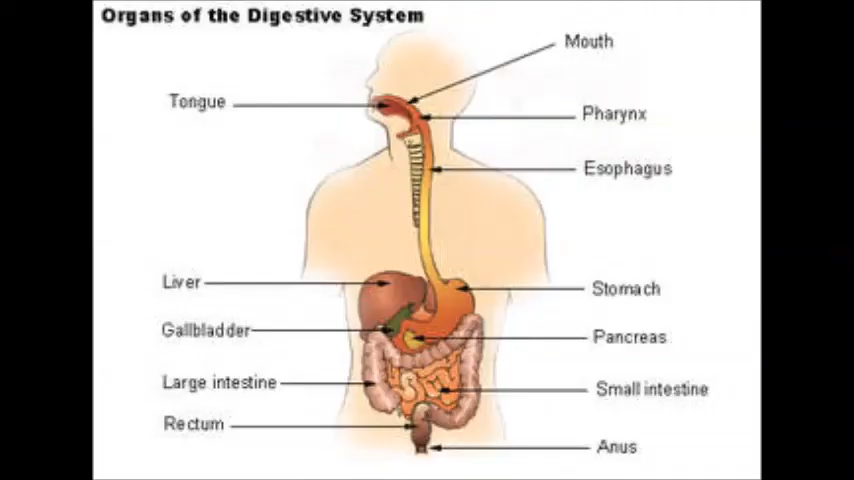 Organs of the Digestive System
Mouth
Tongue
Pharynx
Esophagus
Liver
Stomach
Gallbladder
Pancreas
Large intestine
Small intestine
Rectum
Anus